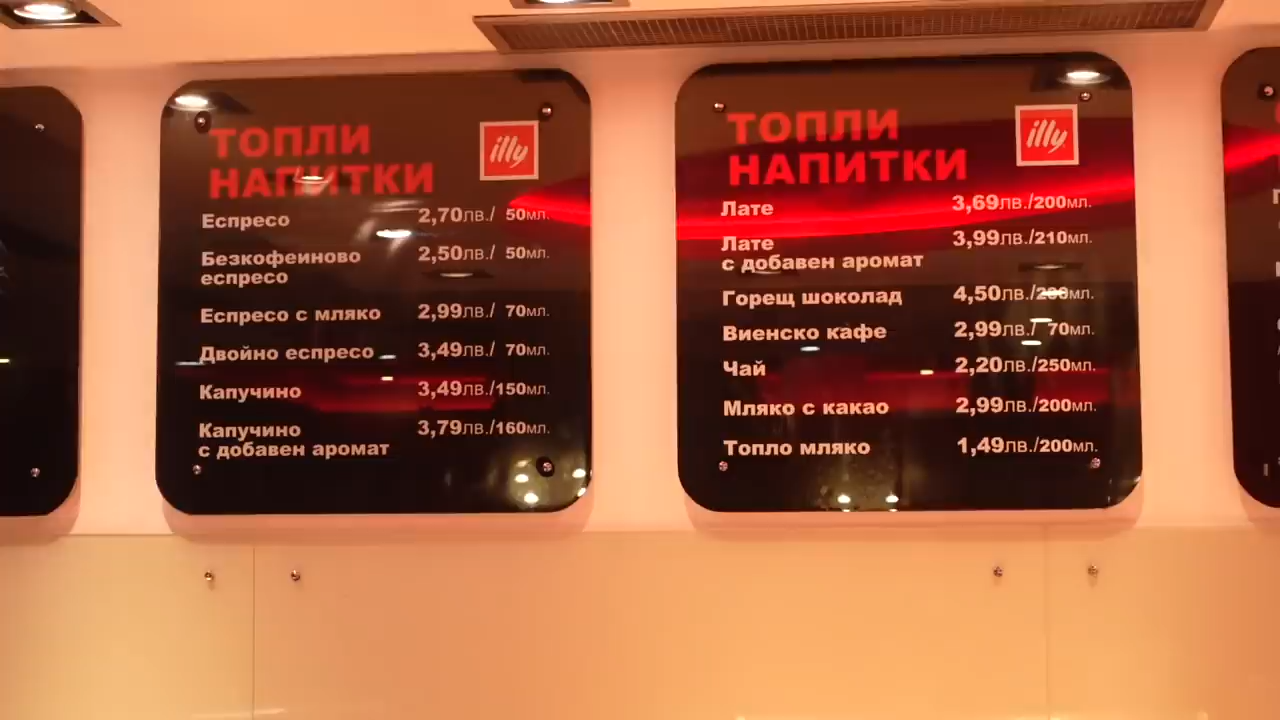 ТОПЛИ
НАПИТКИ
illy
Еспресо 2,70лв./ 50мл.
Безкофеиново 2,50лв./ 50мл.
еспресо
Еспресо с мляко 2,99лв./ 70мл.
Двойно еспресо 3,49лв./ 70мл.
Капучино 3,49лв./150мл.
Капучино 3,79лв./160мл.
с добавен аромат
ТОПЛИ
НАПИТКИ
illy
Лате 3,69лв./200мл.
Лате 3,99лв./210мл.
с добавен аромат
Горещ шоколад 4,50лв./200мл.
Виенско кафе 2,99лв./ 70мл.
Чай 2,20лв./250мл.
Мляко с какао 2,99лв./200мл.
Топло мляко 1,49лв./200мл.